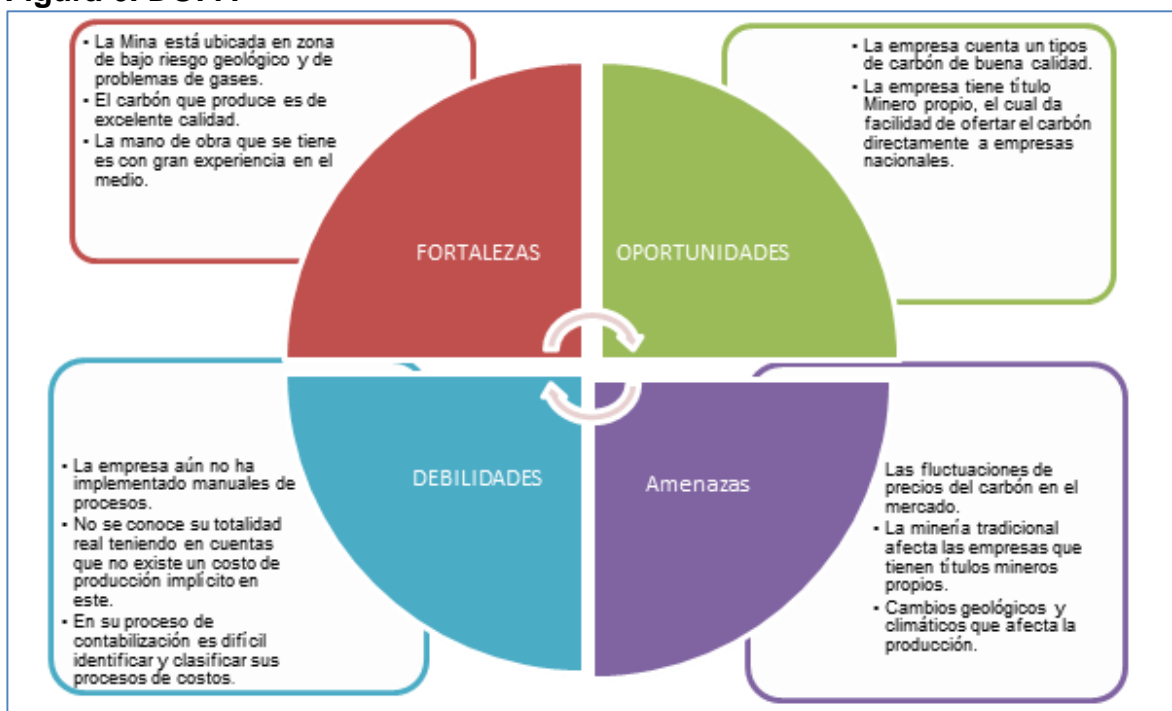 • La Mina está ubicada en zona
de bajo riesgo geológico y de
problemas de gases.
• El carbón que produce es de
excelente calidad.
• La mano de obra que se tiene
es con gran experiencia en el
medio.
FORTALEZAS
• La empresa cuenta un tipos
de carbón de buena calidad.
• La empresa tiene título
Minero propio, el cual da
facilidad de ofertar el carbón
directamente a empresas
nacionales.
OPORTUNIDADES
• La empresa aún no ha
implementado manuales de
procesos.
• No se conoce su totalidad
real teniendo en cuentas
que no existe un costo de
producción implícito en
este.
• En su proceso de
contabilización es difícil
identificar y clasificar sus
procesos de costos.
DEBILIDADES
Amenazas
Las fluctuaciones de
precios del carbón en el
mercado.
• La minería tradicional
afecta las empresas que
tienen títulos mineros
propios.
• Cambios geológicos y
climáticos que afecta la
producción.